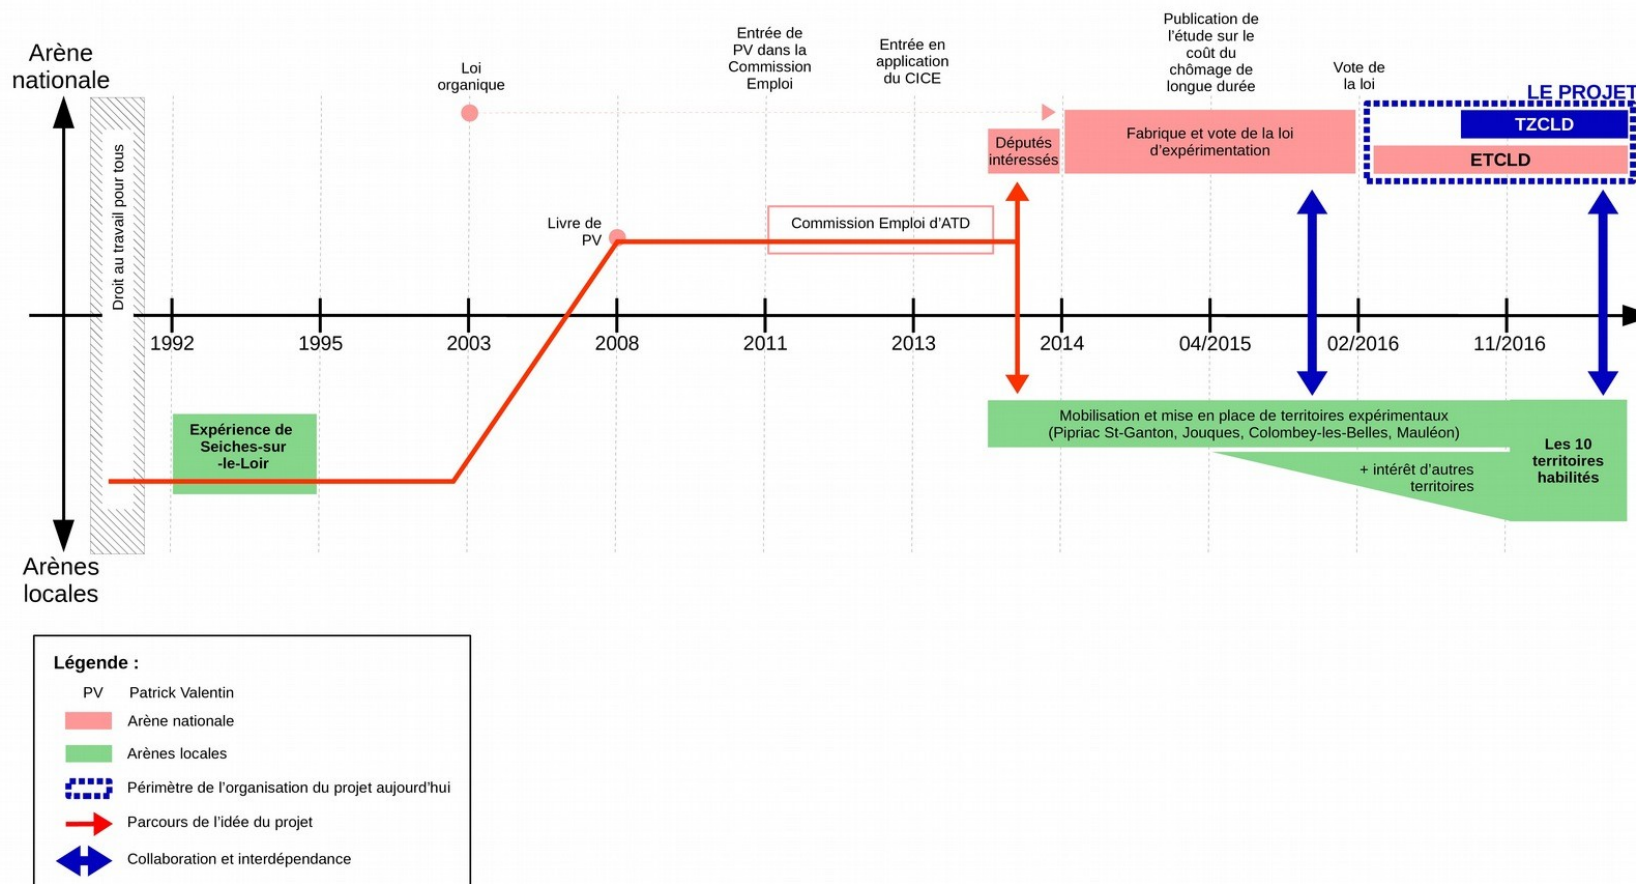 Arène
nationale
Loi
organique
Entrée de
PV dans la
Commission
Emploi
Entrée en
application
du CICE
Publication de
l'étude sur le
coût du
chômage de
longue durée
Vote de
la loi
LE PROJET
TZCLD
ETCLD
Députés
intéressés
Fabrique et vote de la loi
d'expérimentation
Droit au travail pour tous
Livre de
PV
Commission Emploi d'ATD
1992
1995
2003
2008
2011
2013
2014
04/2015
02/2016
11/2016
Expérience de
Seiches-sur
-le-Loir
Mobilisation et mise en place de territoires expérimentaux
(Pipriac St-Ganton, Jouques, Colombey-les-Belles, Mauléon)
+ intérêt d'autres
territoires
Les 10
territoires
habilités
Arènes
locales
Légende :
PV Patrick Valentin
Arène nationale
Arènes locales
Périmètre de l'organisation du projet aujourd'hui
Parcours de l'idée du projet
Collaboration et interdépendance